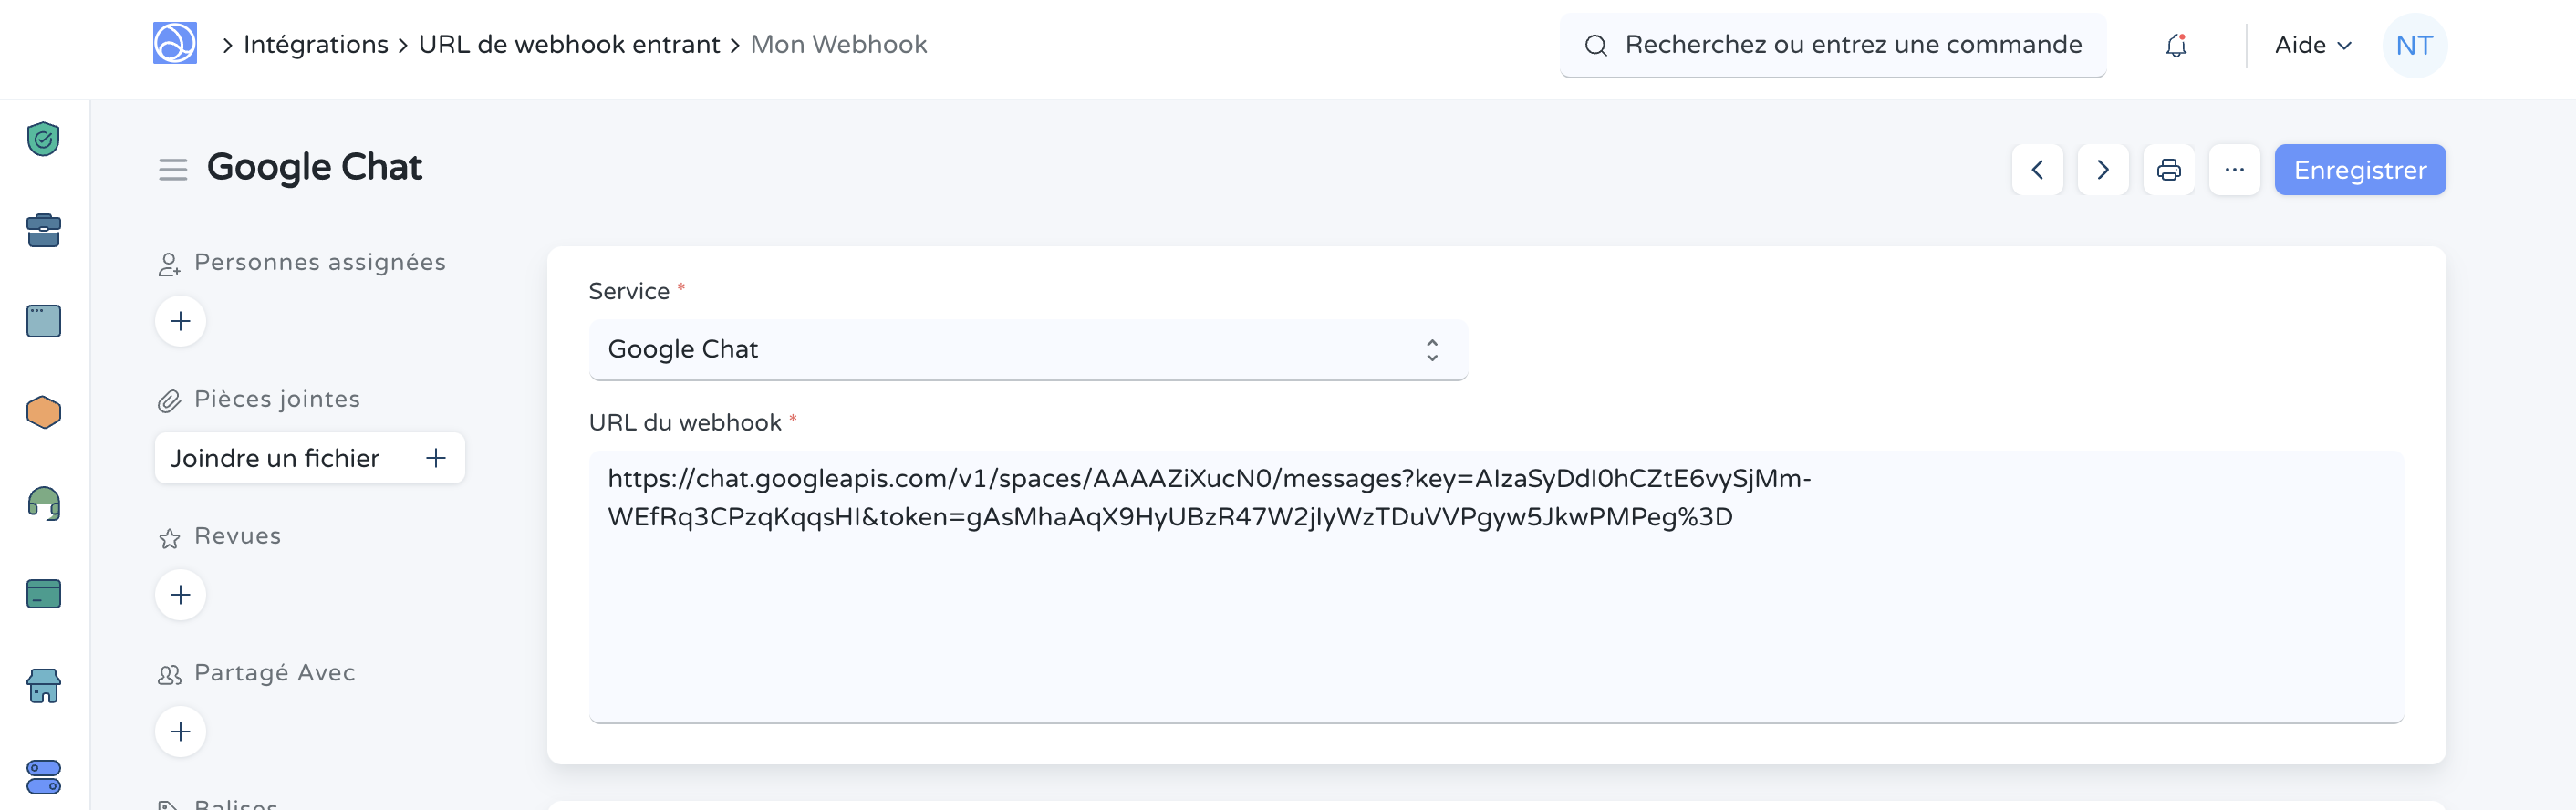 Intégrations > URL de webhook entrant > Mon Webhook
Recherchez ou entrez une commande
Aide
NT
Google Chat
Enregistrer
Personnes assignées
Pièces jointes
Joindre un fichier
Revues
Partagé Avec
Balises
Service *
Google Chat
URL du webhook *
https://chat.googleapis.com/v1/spaces/AAAAZiXucN0/messages?key=AIzaSyDdI0hCZtE6vySjMm-
WEfRq3CPzqKqqsHI&token=gAsMhaAqX9HyUBzR47W2jIyWzTDuVVPgyw5JkwPMPeg%3D